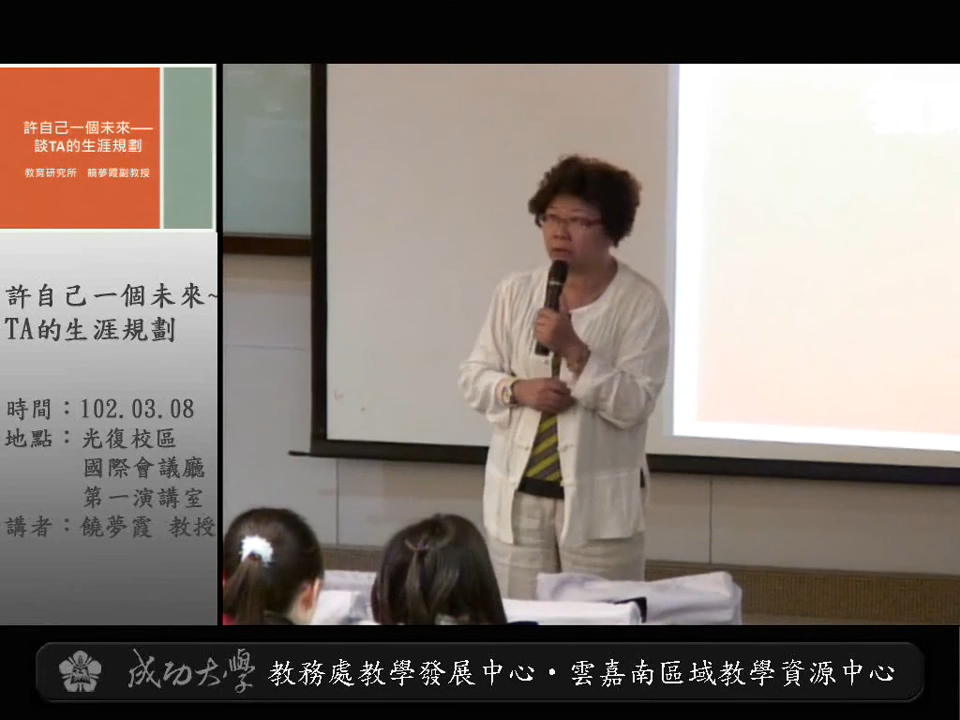 許自己一個未來——
談TA的生涯規劃
教育研究所 饒夢霞副教授
許自己一個未來~
TA的生涯規劃
時間：102.03.08
地點：光復校區
國際會議廳
第一演講室
講者：饒夢霞 教授
成功大學 教務處教學發展中心・雲嘉南區域教學資源中心